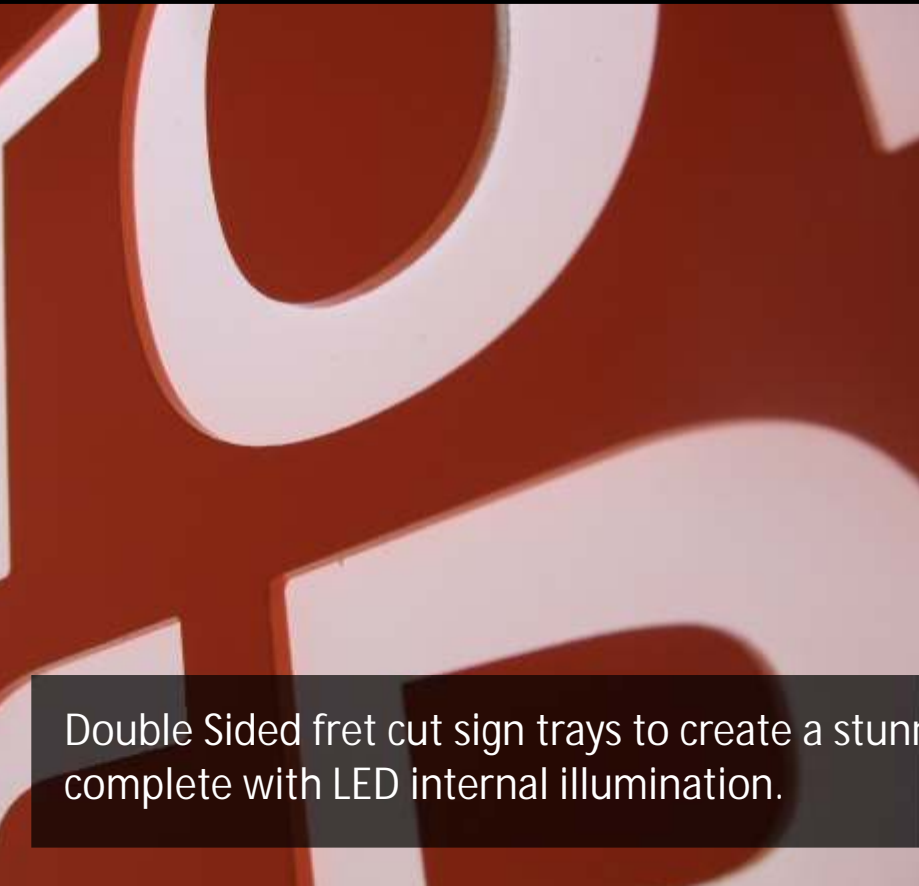 Double Sided fret cut sign trays to create a
complete with LED internal illumination.